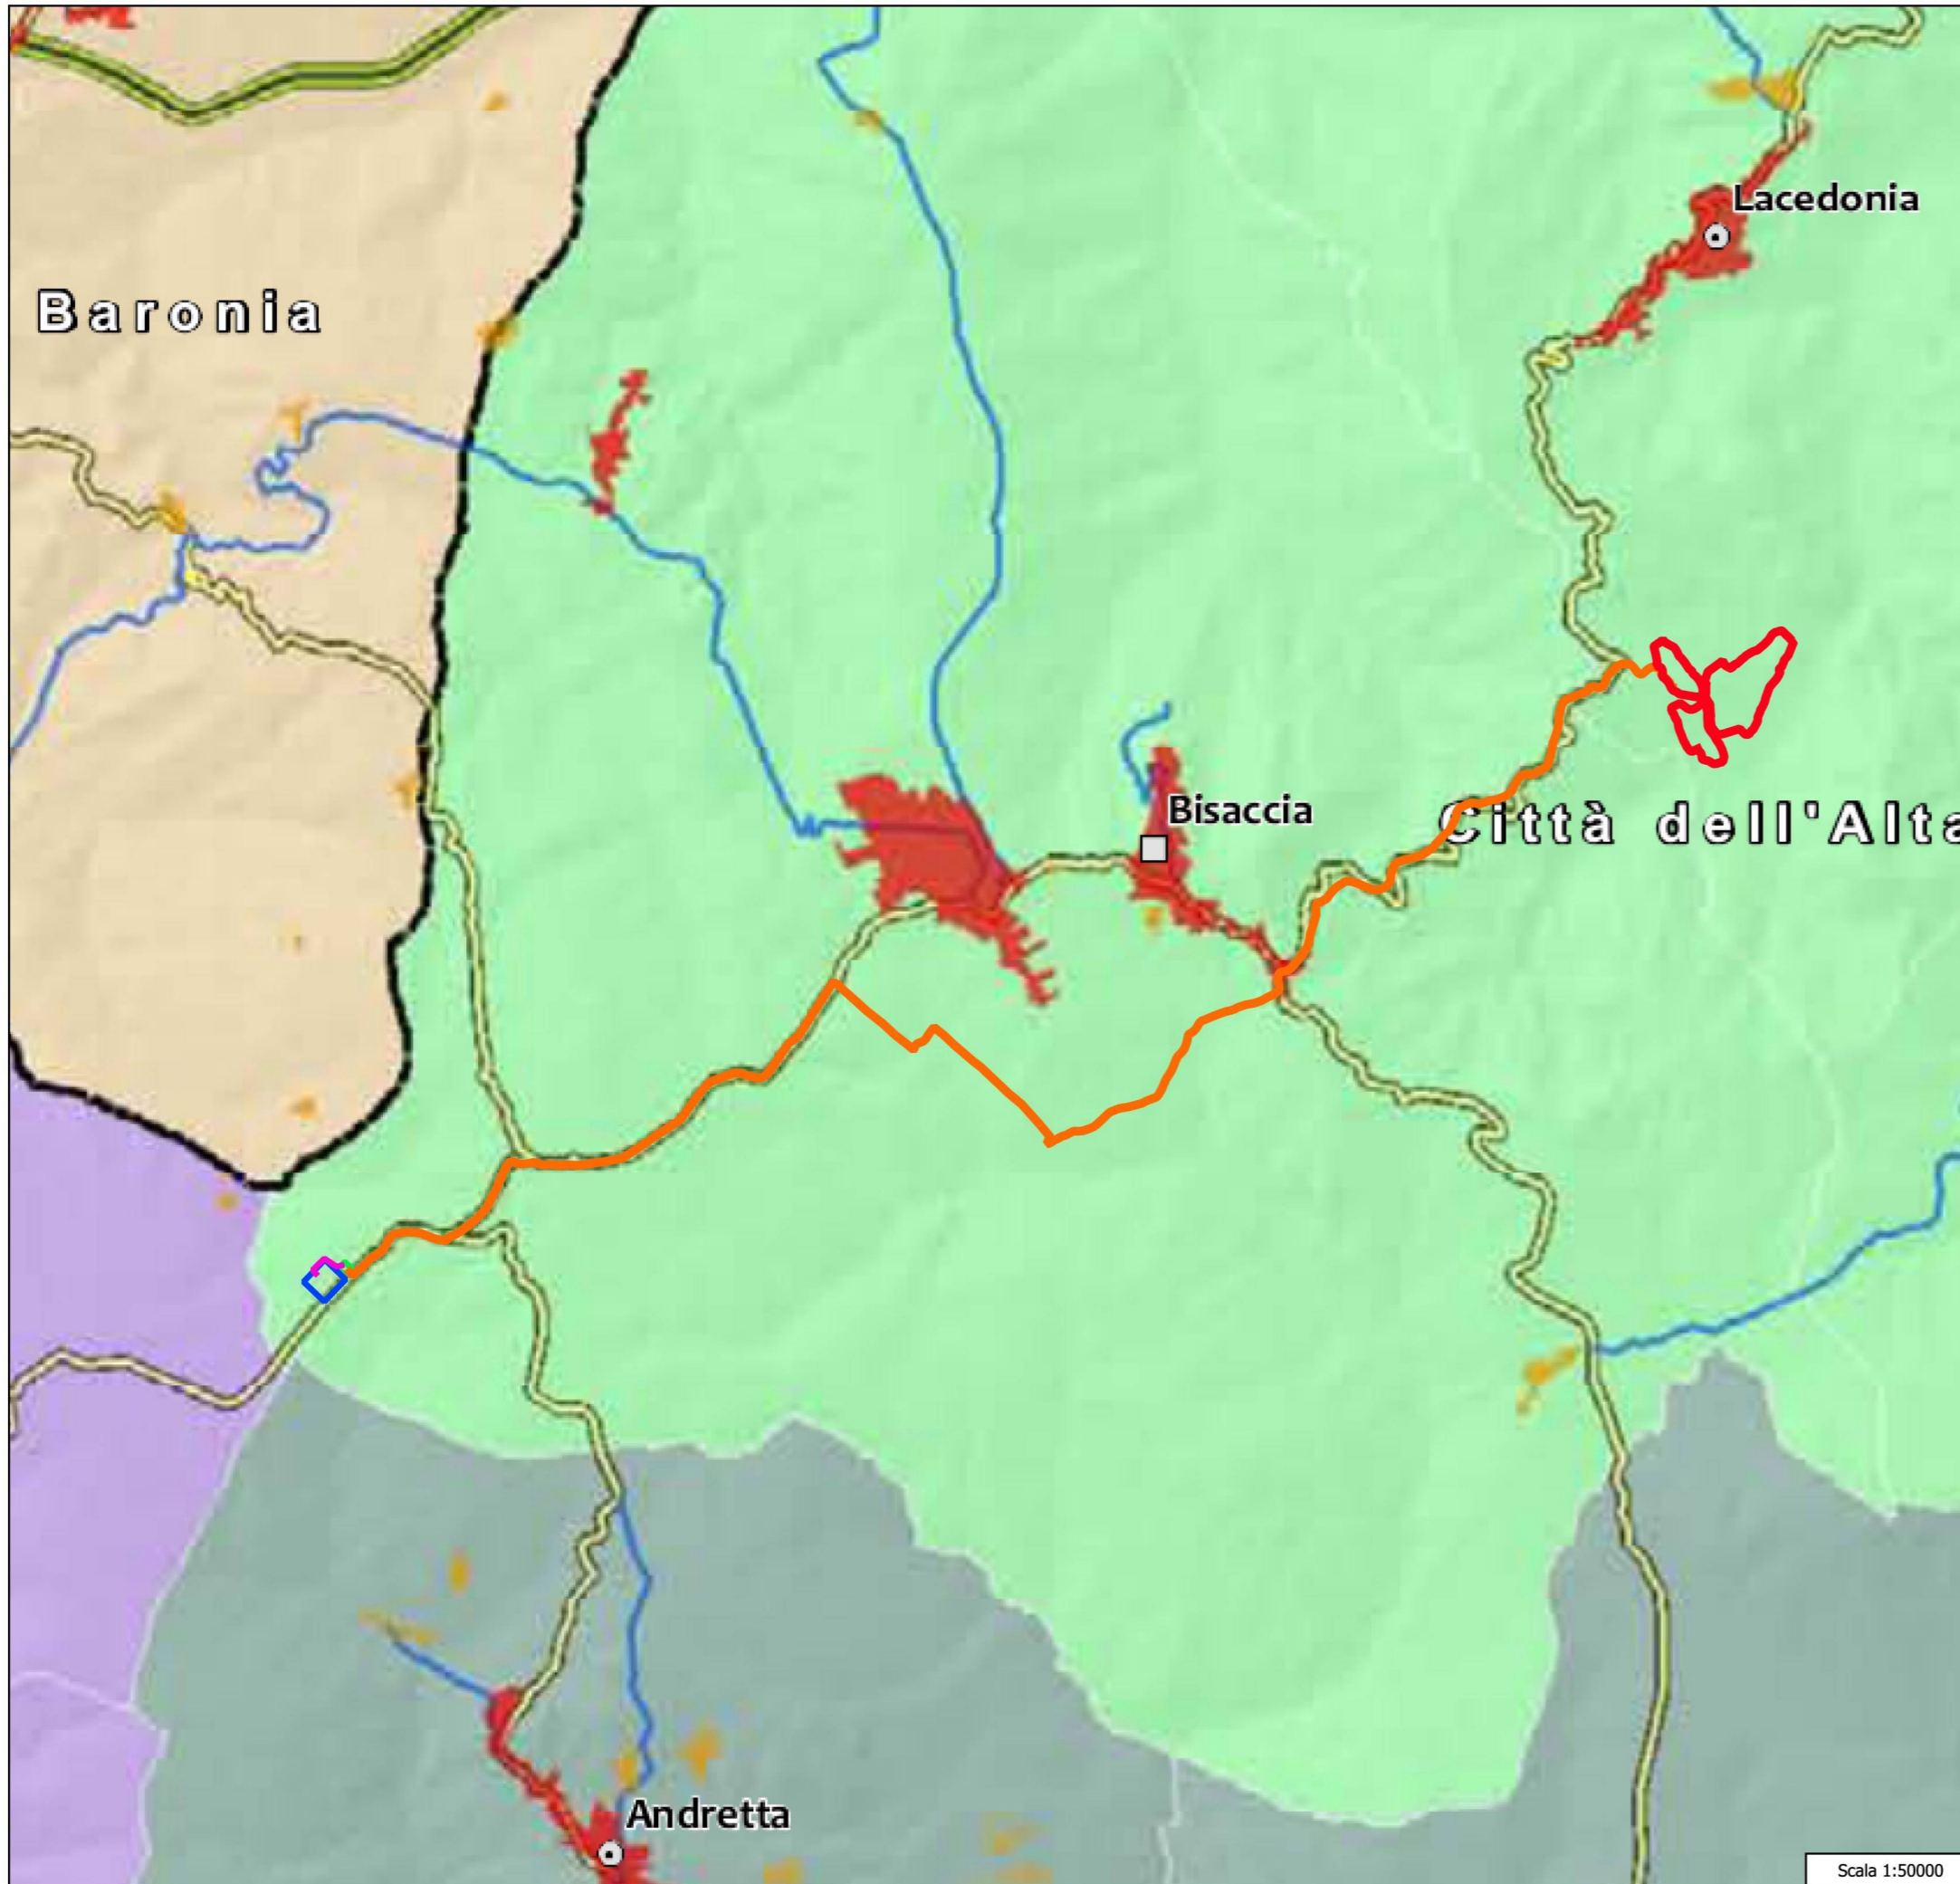 Lacedonia
Baronia
Bisaccia
Città dell'Alta
Andretta
Scala 1:50000